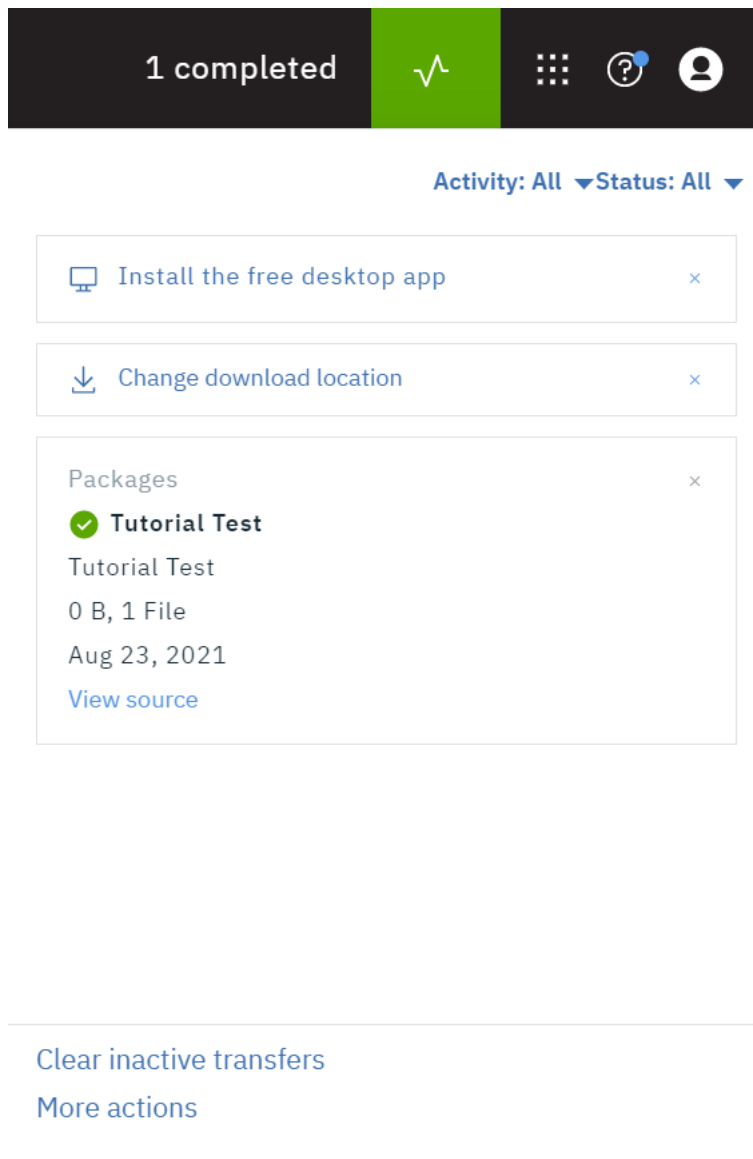 1 completed
Activity: All Status: All
Install the free desktop app
Change download location
Packages
Tutorial Test
Tutorial Test
0 B, 1 File
Aug 23, 2021
View source
Clear inactive transfers
More actions